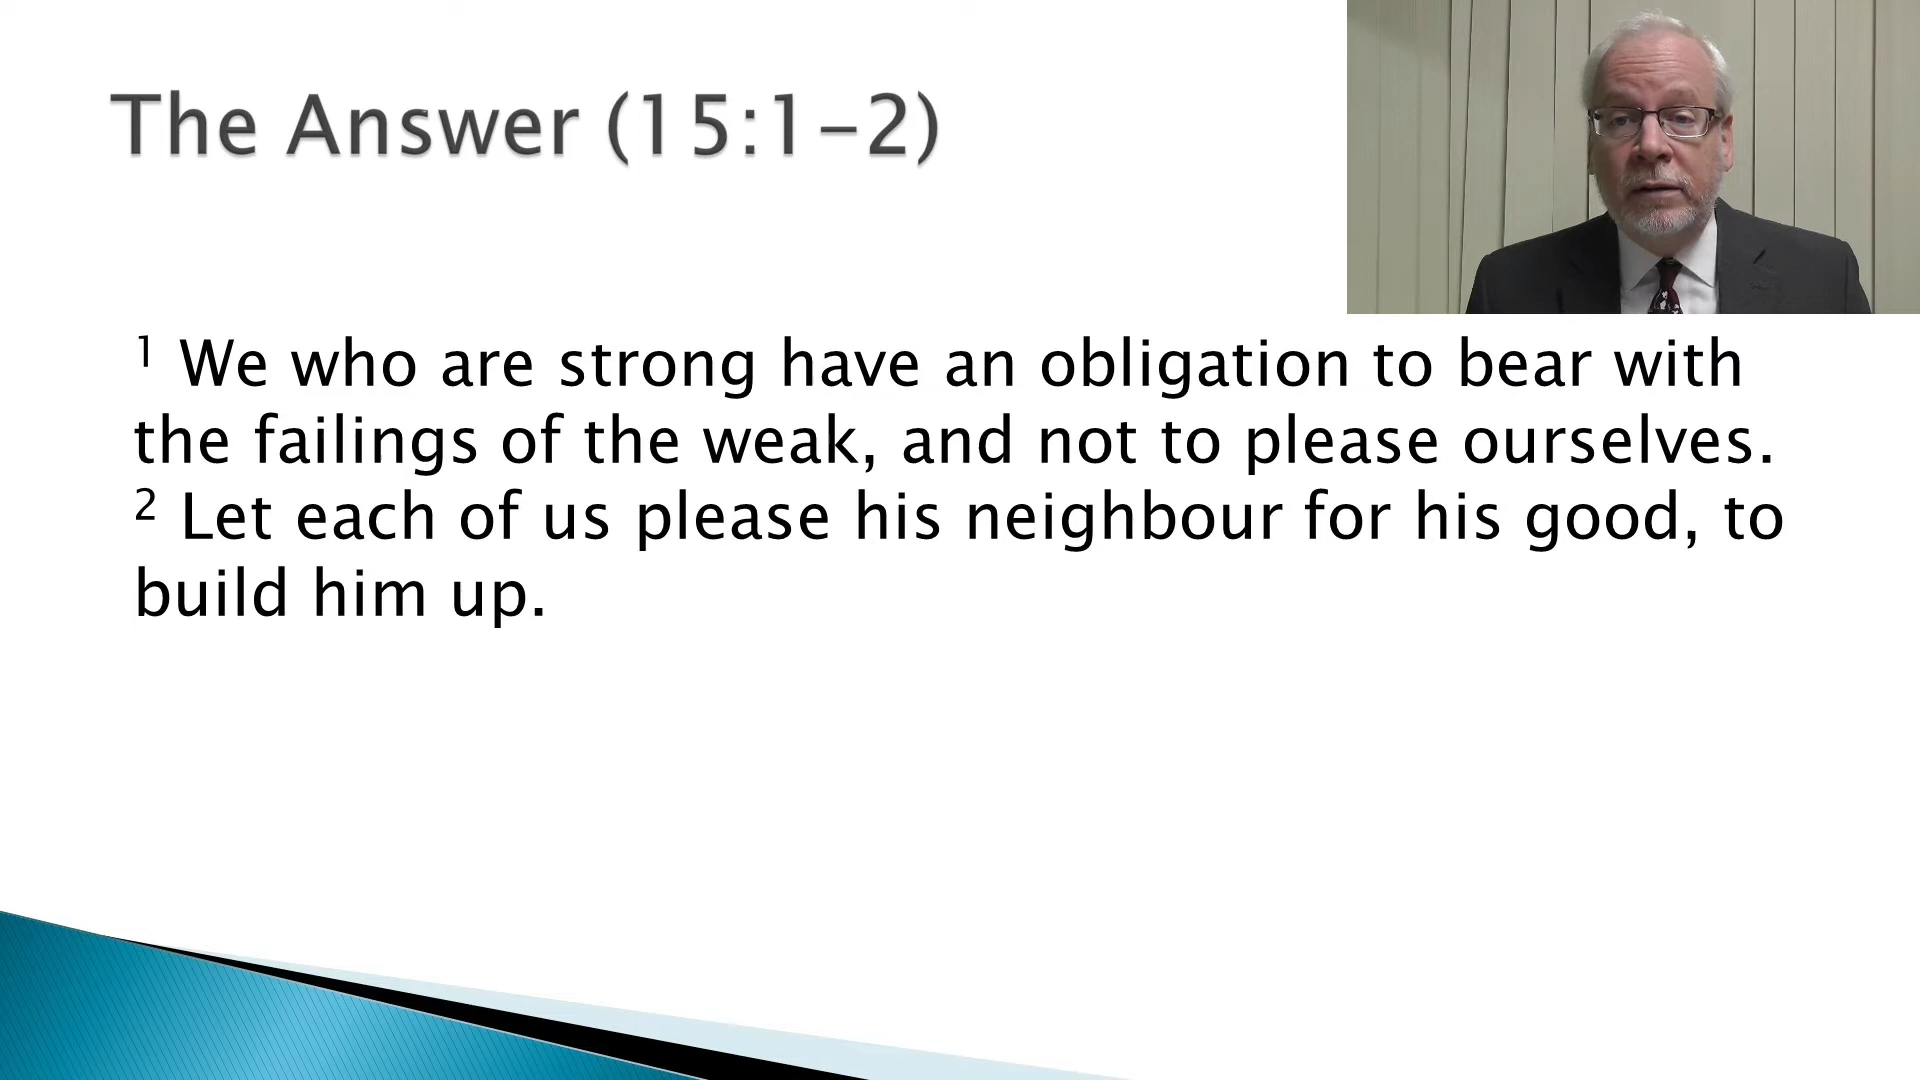 The Answer (15:1-2)
¹ We who are strong have an obligation to bear with
the failings of the weak, and not to please ourselves.
² Let each of us please his neighbour for his good, to
build him up.